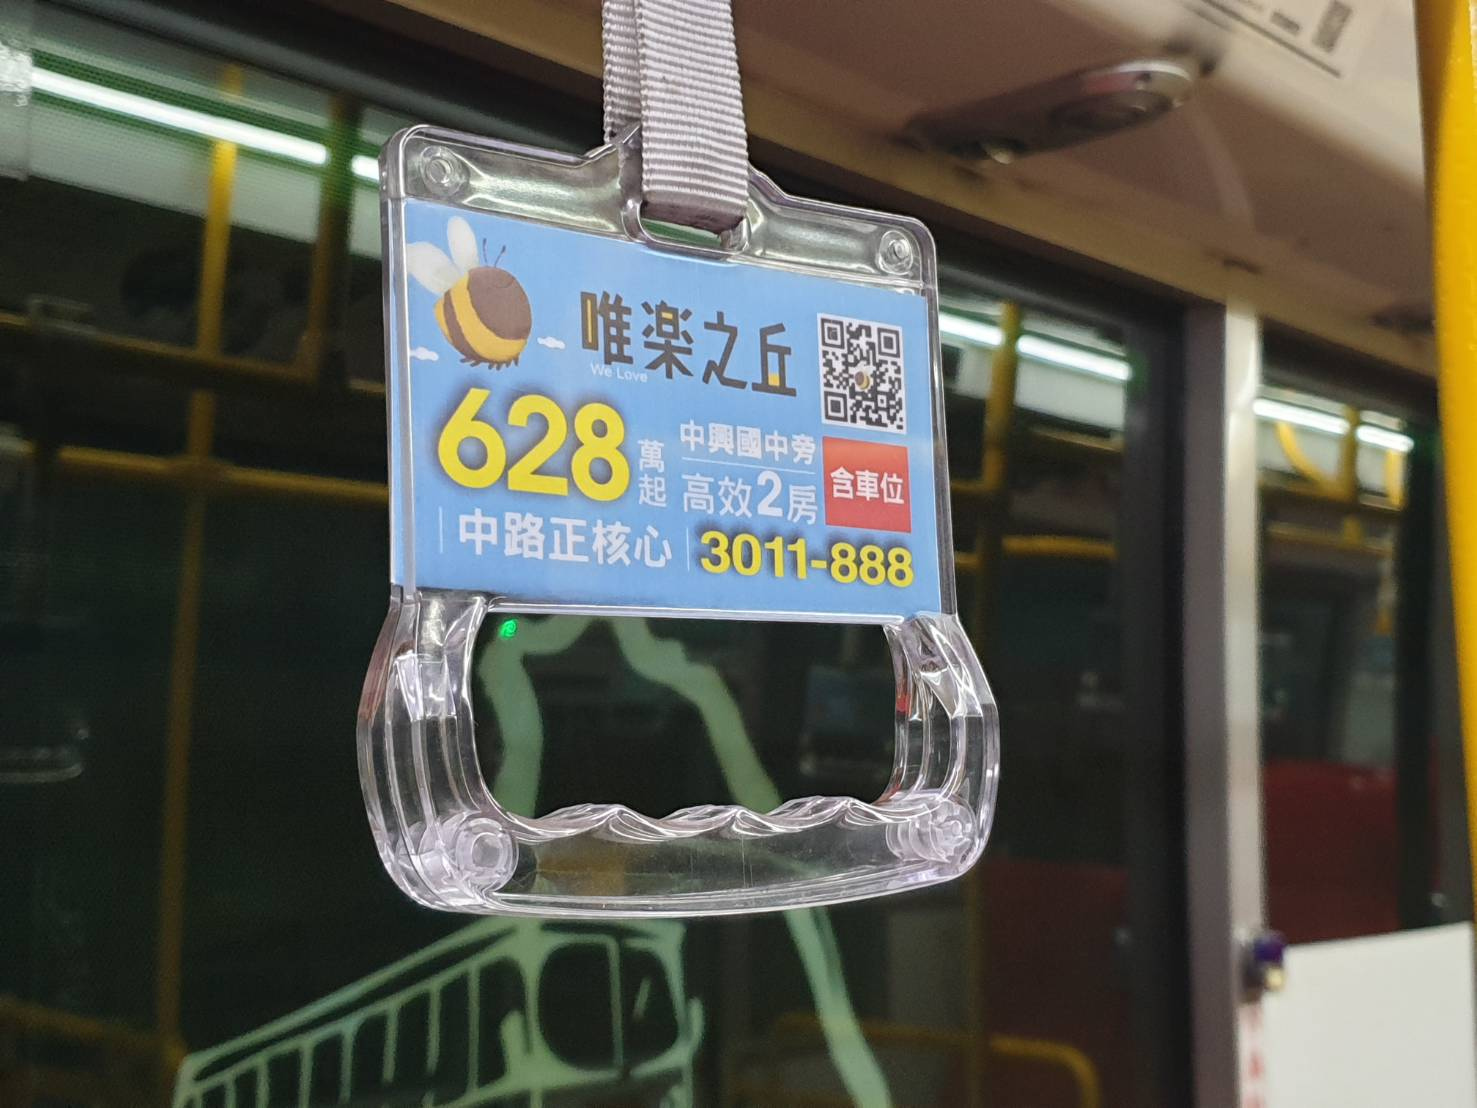 唯楽之丘
We Love
628萬起
中興國中旁
高效2房
含車位
中路正核心
3011-888